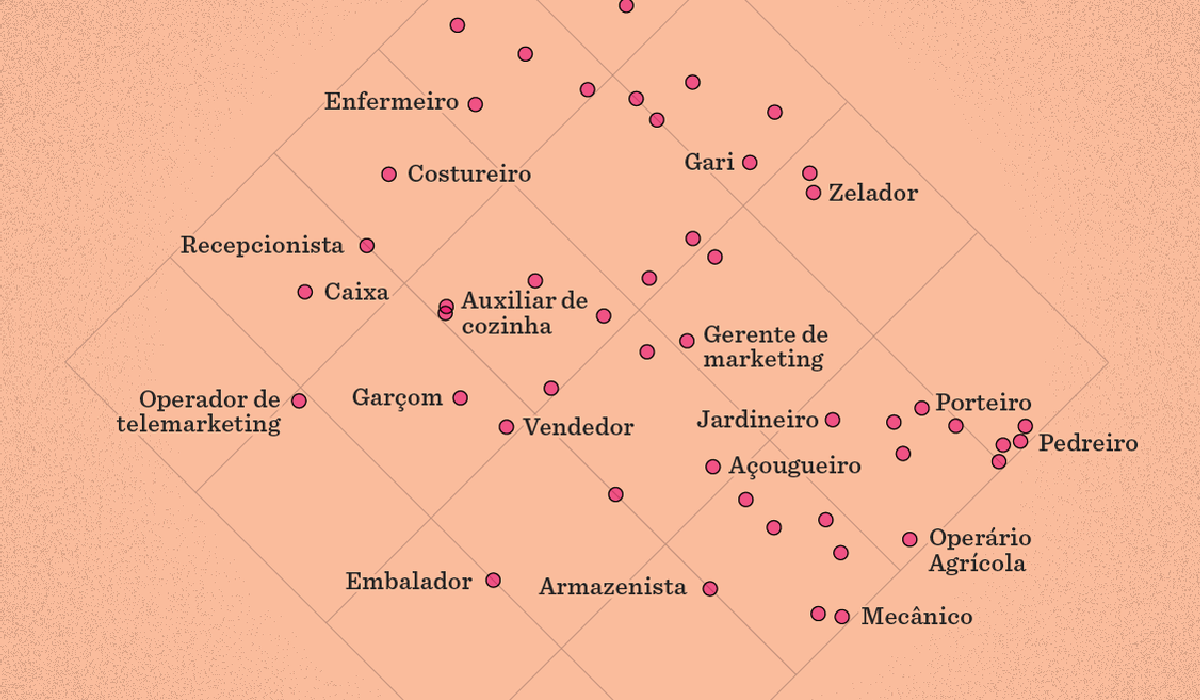 Enfermeiro
Costureiro
Gari
Zelador
Recepcionista
Caixa
Auxiliar de
cozinha
Gerente de
marketing
Operador de
telemarketing
Garçom
Vendedor
Jardineiro
Porteiro
Pedreiro
Açougueiro
Operário
Agrícola
Embalador
Armazenista
Mecânico